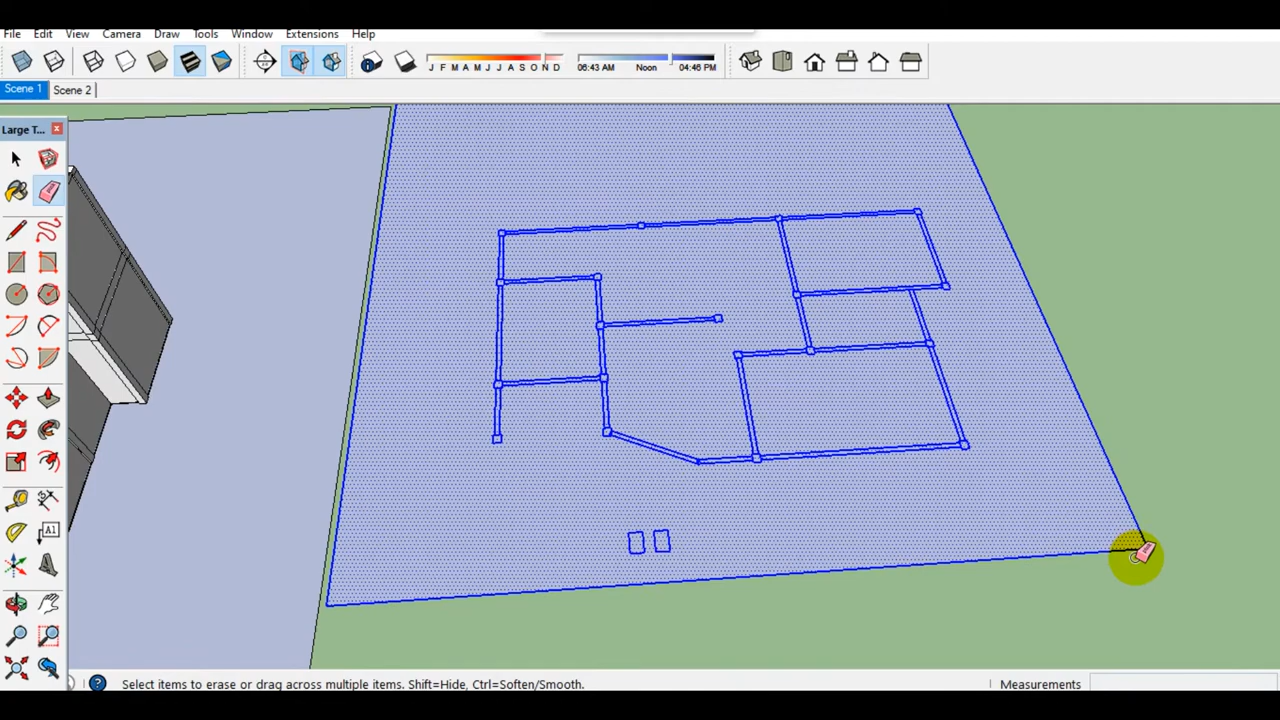 File Edit View Camera Draw Tools Window Extensions Help
J F M A M J J A S O N D 06:43 AM Noon 04:46 PM
Scene 1 Scene 2
Large T...
A1
Select items to erase or drag across multiple items. Shift=Hide, Ctrl=Soften/Smooth. Measurements